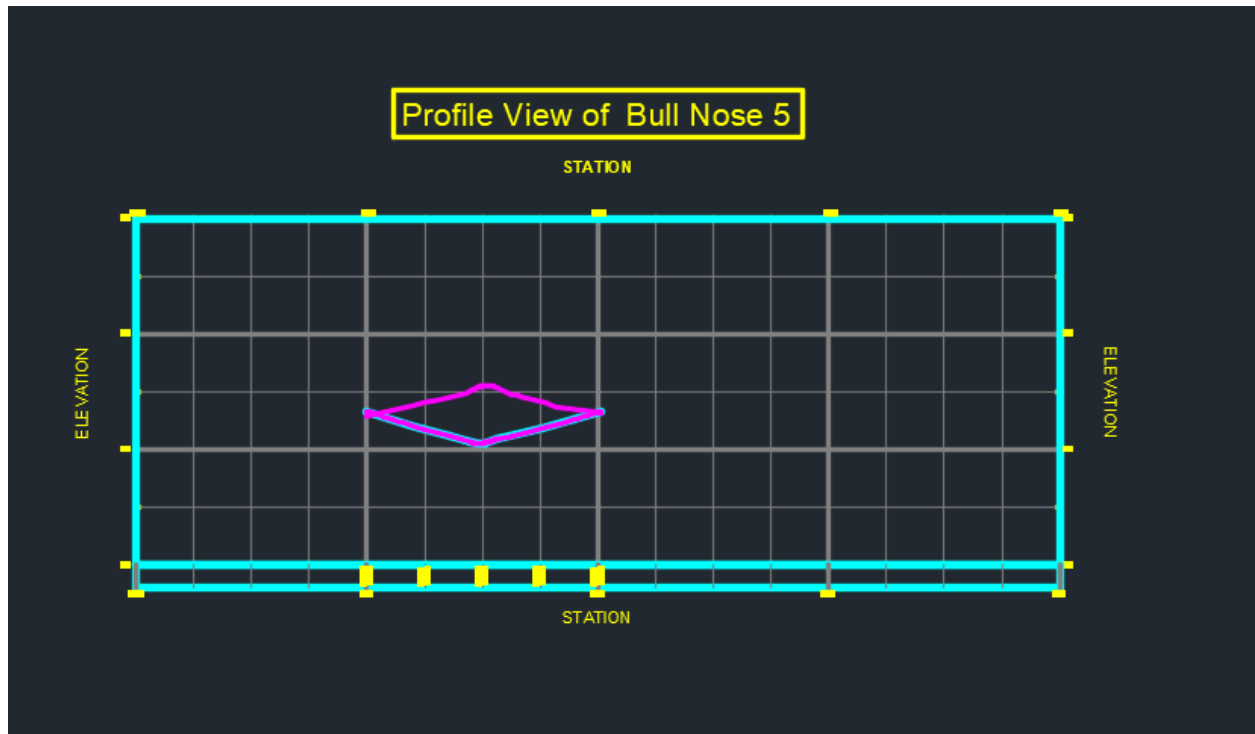 Profile View of Bull Nose 5
STATION
ELEVATION
ELEVATION
STATION